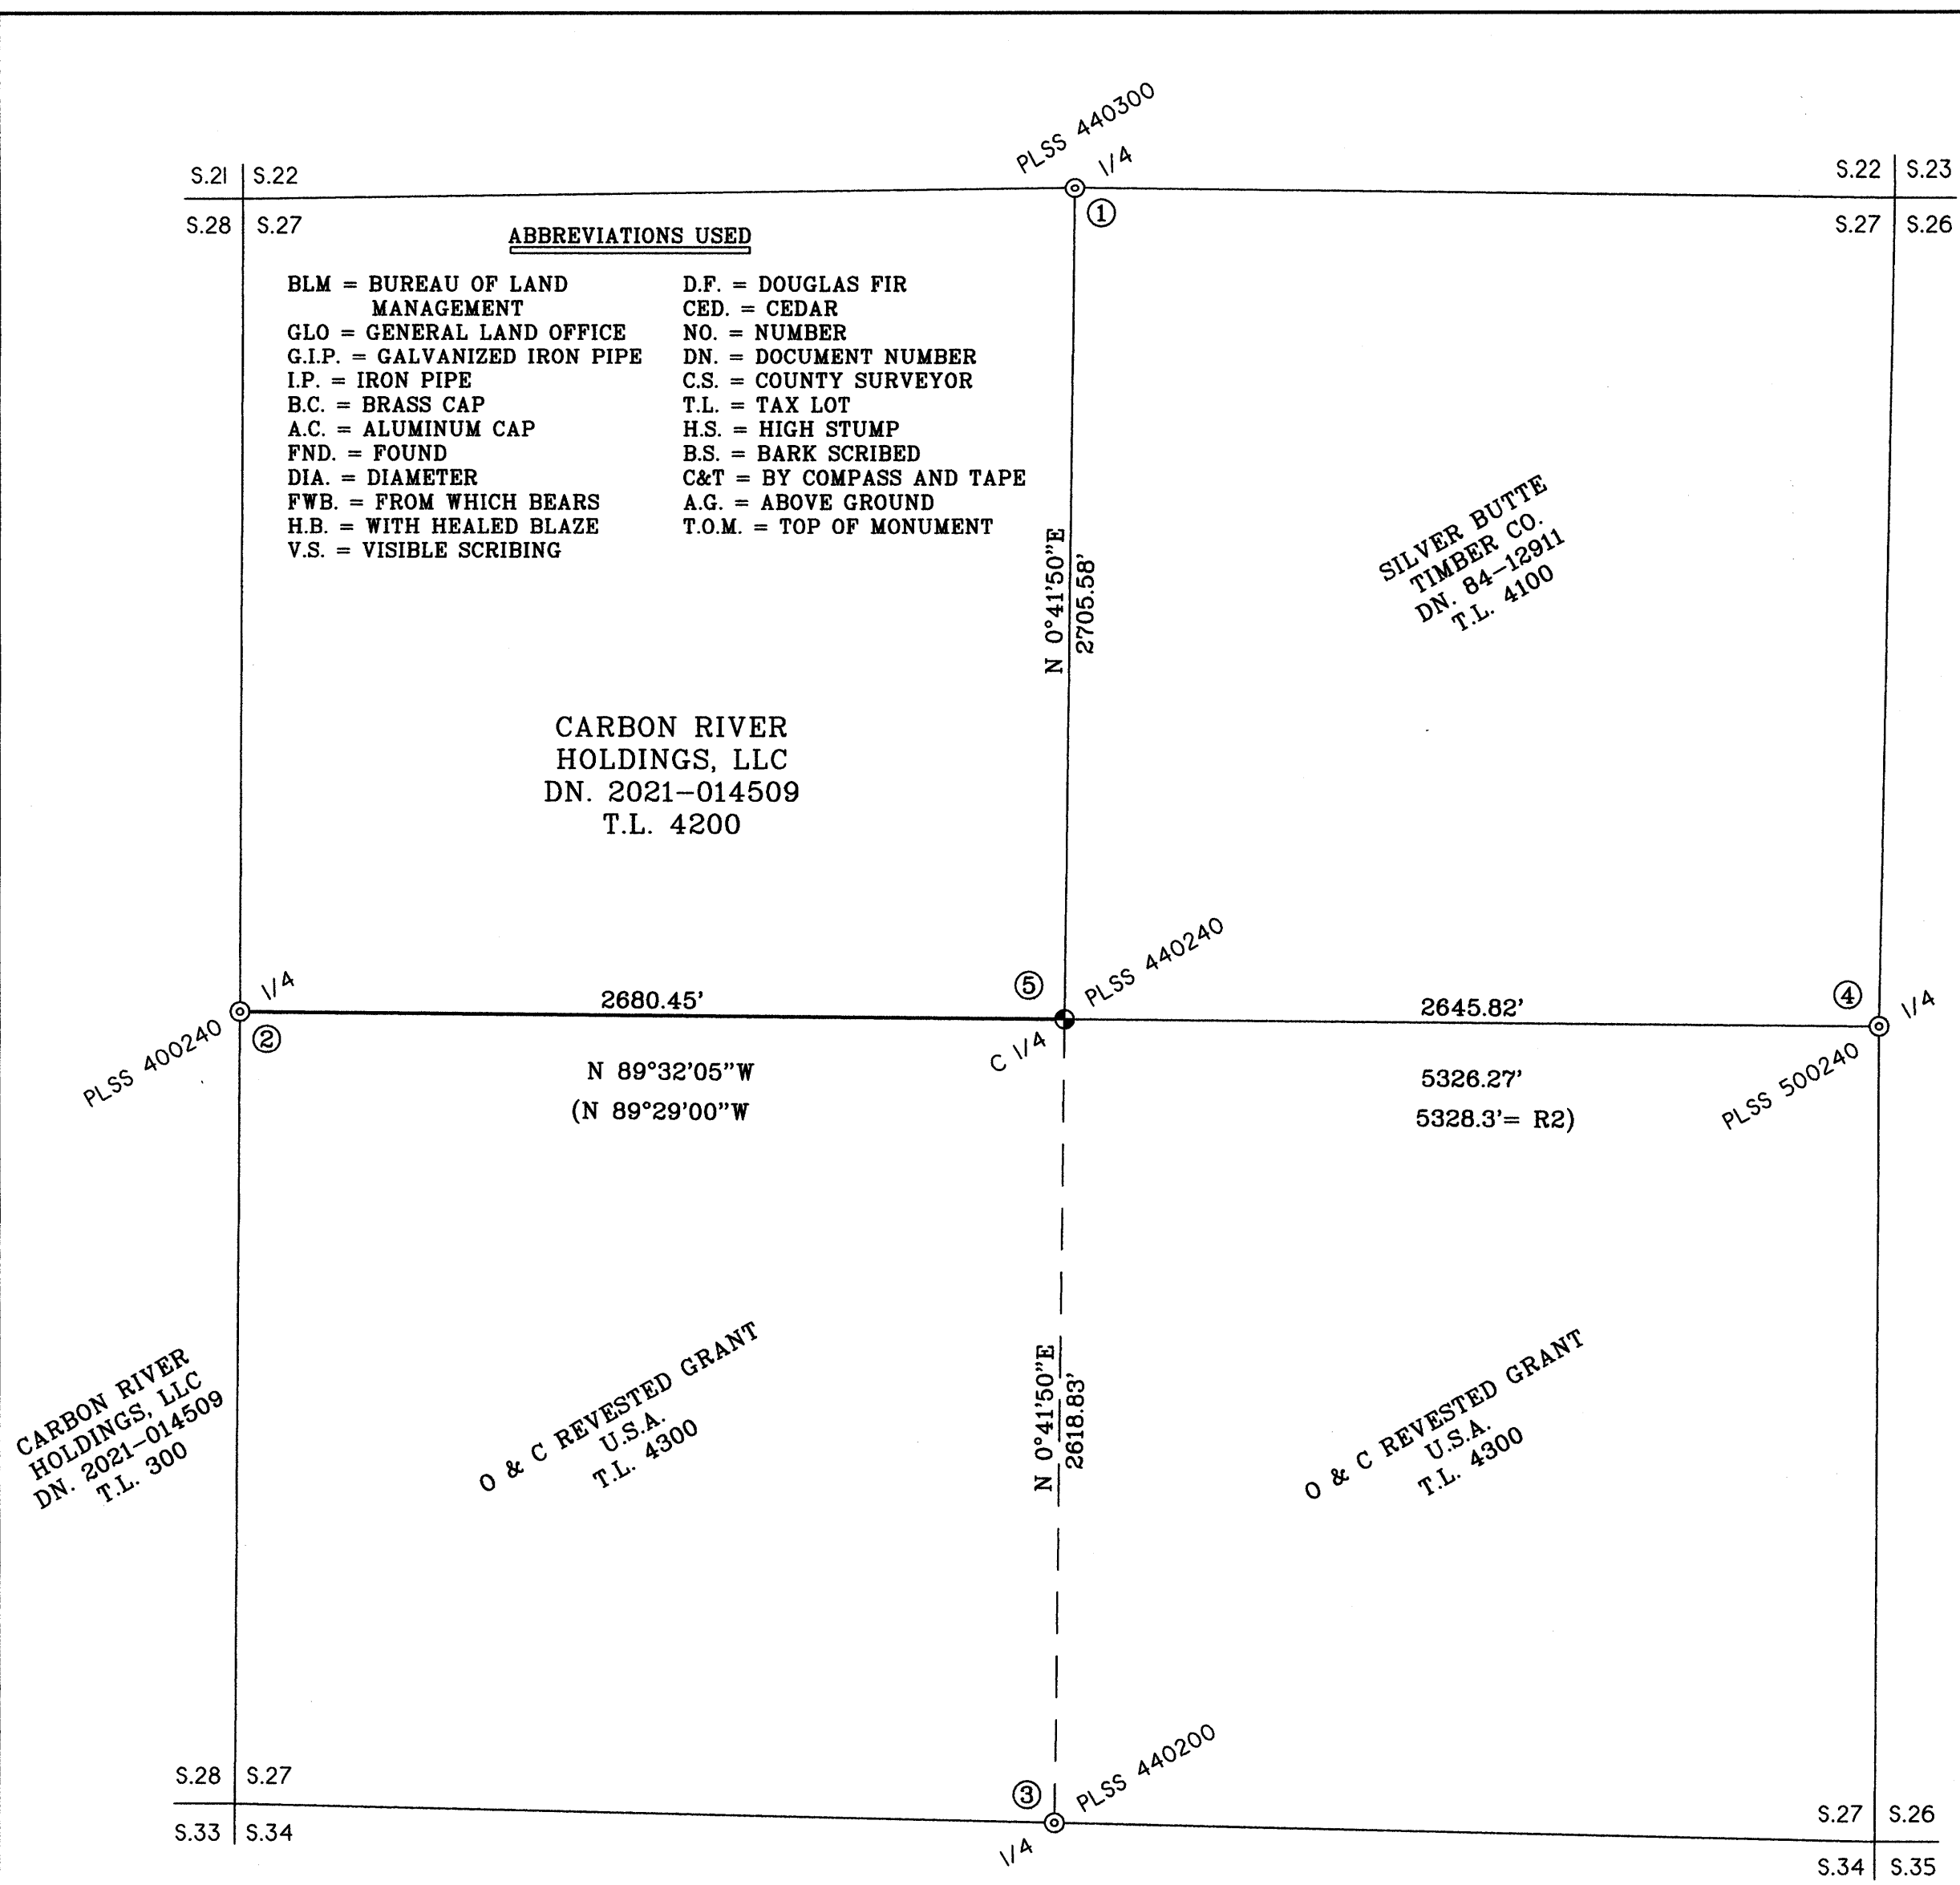 PLSS 440300
1/4
S.21 S.22
S.22 S.23
S.28 S.27
①
S.27 S.26
ABBREVIATIONS USED
BLM = BUREAU OF LAND
MANAGEMENT
GLO = GENERAL LAND OFFICE
G.I.P. = GALVANIZED IRON PIPE
I.P. = IRON PIPE
B.C. = BRASS CAP
A.C. = ALUMINUM CAP
FND. = FOUND
DIA. = DIAMETER
FWB. = FROM WHICH BEARS
H.B. = WITH HEALED BLAZE
V.S. = VISIBLE SCRIBING
D.F. = DOUGLAS FIR
CED. = CEDAR
NO. = NUMBER
DN. = DOCUMENT NUMBER
C.S. = COUNTY SURVEYOR
T.L. = TAX LOT
H.S. = HIGH STUMP
B.S. = BARK SCRIBED
C&T = BY COMPASS AND TAPE
A.G. = ABOVE GROUND
T.O.M. = TOP OF MONUMENT
N 0°41'50"E
2705.58'
SILVER BUTTE
TIMBER CO.
DN. 84-12911
T.L. 4100
CARBON RIVER
HOLDINGS, LLC
DN. 2021-014509
T.L. 4200
1/4
2680.45'
⑤
PLSS 440240
2645.82'
④
1/4
PLSS 400240
②
C 1/4
PLSS 500240
N 89°32'05"W
5326.27'
(N 89°29'00"W
5328.3'= R2)
CARBON RIVER
HOLDINGS, LLC
DN. 2021-014509
T.L. 300
O & C REVESTED GRANT
U.S.A.
T.L. 4300
N 0°41'50"E
2618.83'
O & C REVESTED GRANT
U.S.A.
T.L. 4300
S.28 S.27
③
PLSS 440200
S.27 S.26
S.33 S.34
1/4
S.34 S.35